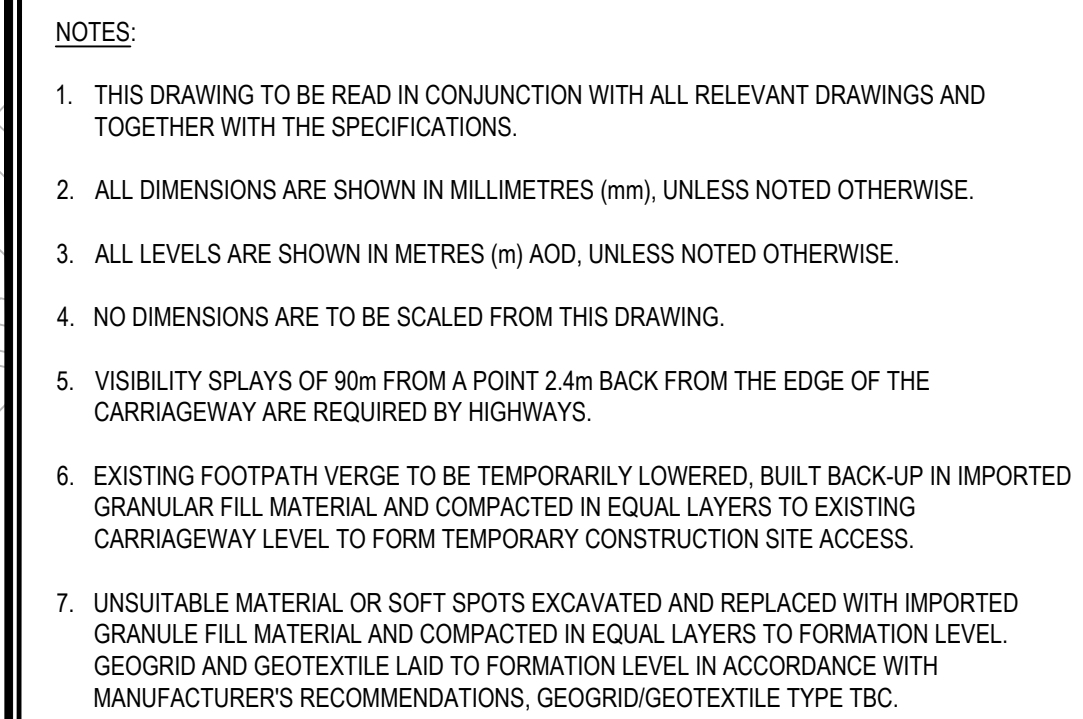 NOTES:
1. THIS DRAWING TO BE READ IN CONJUNCTION WITH ALL RELEVANT DRAWINGS AND
TOGETHER WITH THE SPECIFICATIONS.
2. ALL DIMENSIONS ARE SHOWN IN MILLIMETRES (mm), UNLESS NOTED OTHERWISE.
3. ALL LEVELS ARE SHOWN IN METRES (m) AOD, UNLESS NOTED OTHERWISE.
4. NO DIMENSIONS ARE TO BE SCALED FROM THIS DRAWING.
5. VISIBILITY SPLAYS OF 90m FROM A POINT 2.4m BACK FROM THE EDGE OF THE
CARRIAGEWAY ARE REQUIRED BY HIGHWAYS.
6. EXISTING FOOTPATH VERGE TO BE TEMPORARILY LOWERED, BUILT BACK-UP IN IMPORTED
GRANULAR FILL MATERIAL AND COMPACTED IN EQUAL LAYERS TO EXISTING
CARRIAGEWAY LEVEL TO FORM TEMPORARY CONSTRUCTION SITE ACCESS.
7. UNSUITABLE MATERIAL OR SOFT SPOTS EXCAVATED AND REPLACED WITH IMPORTED
GRANULE FILL MATERIAL AND COMPACTED IN EQUAL LAYERS TO FORMATION LEVEL.
GEOGRID AND GEOTEXTILE LAID TO FORMATION LEVEL IN ACCORDANCE WITH
MANUFACTURER'S RECOMMENDATIONS, GEOGRID/GEOTEXTILE TYPE TBC.